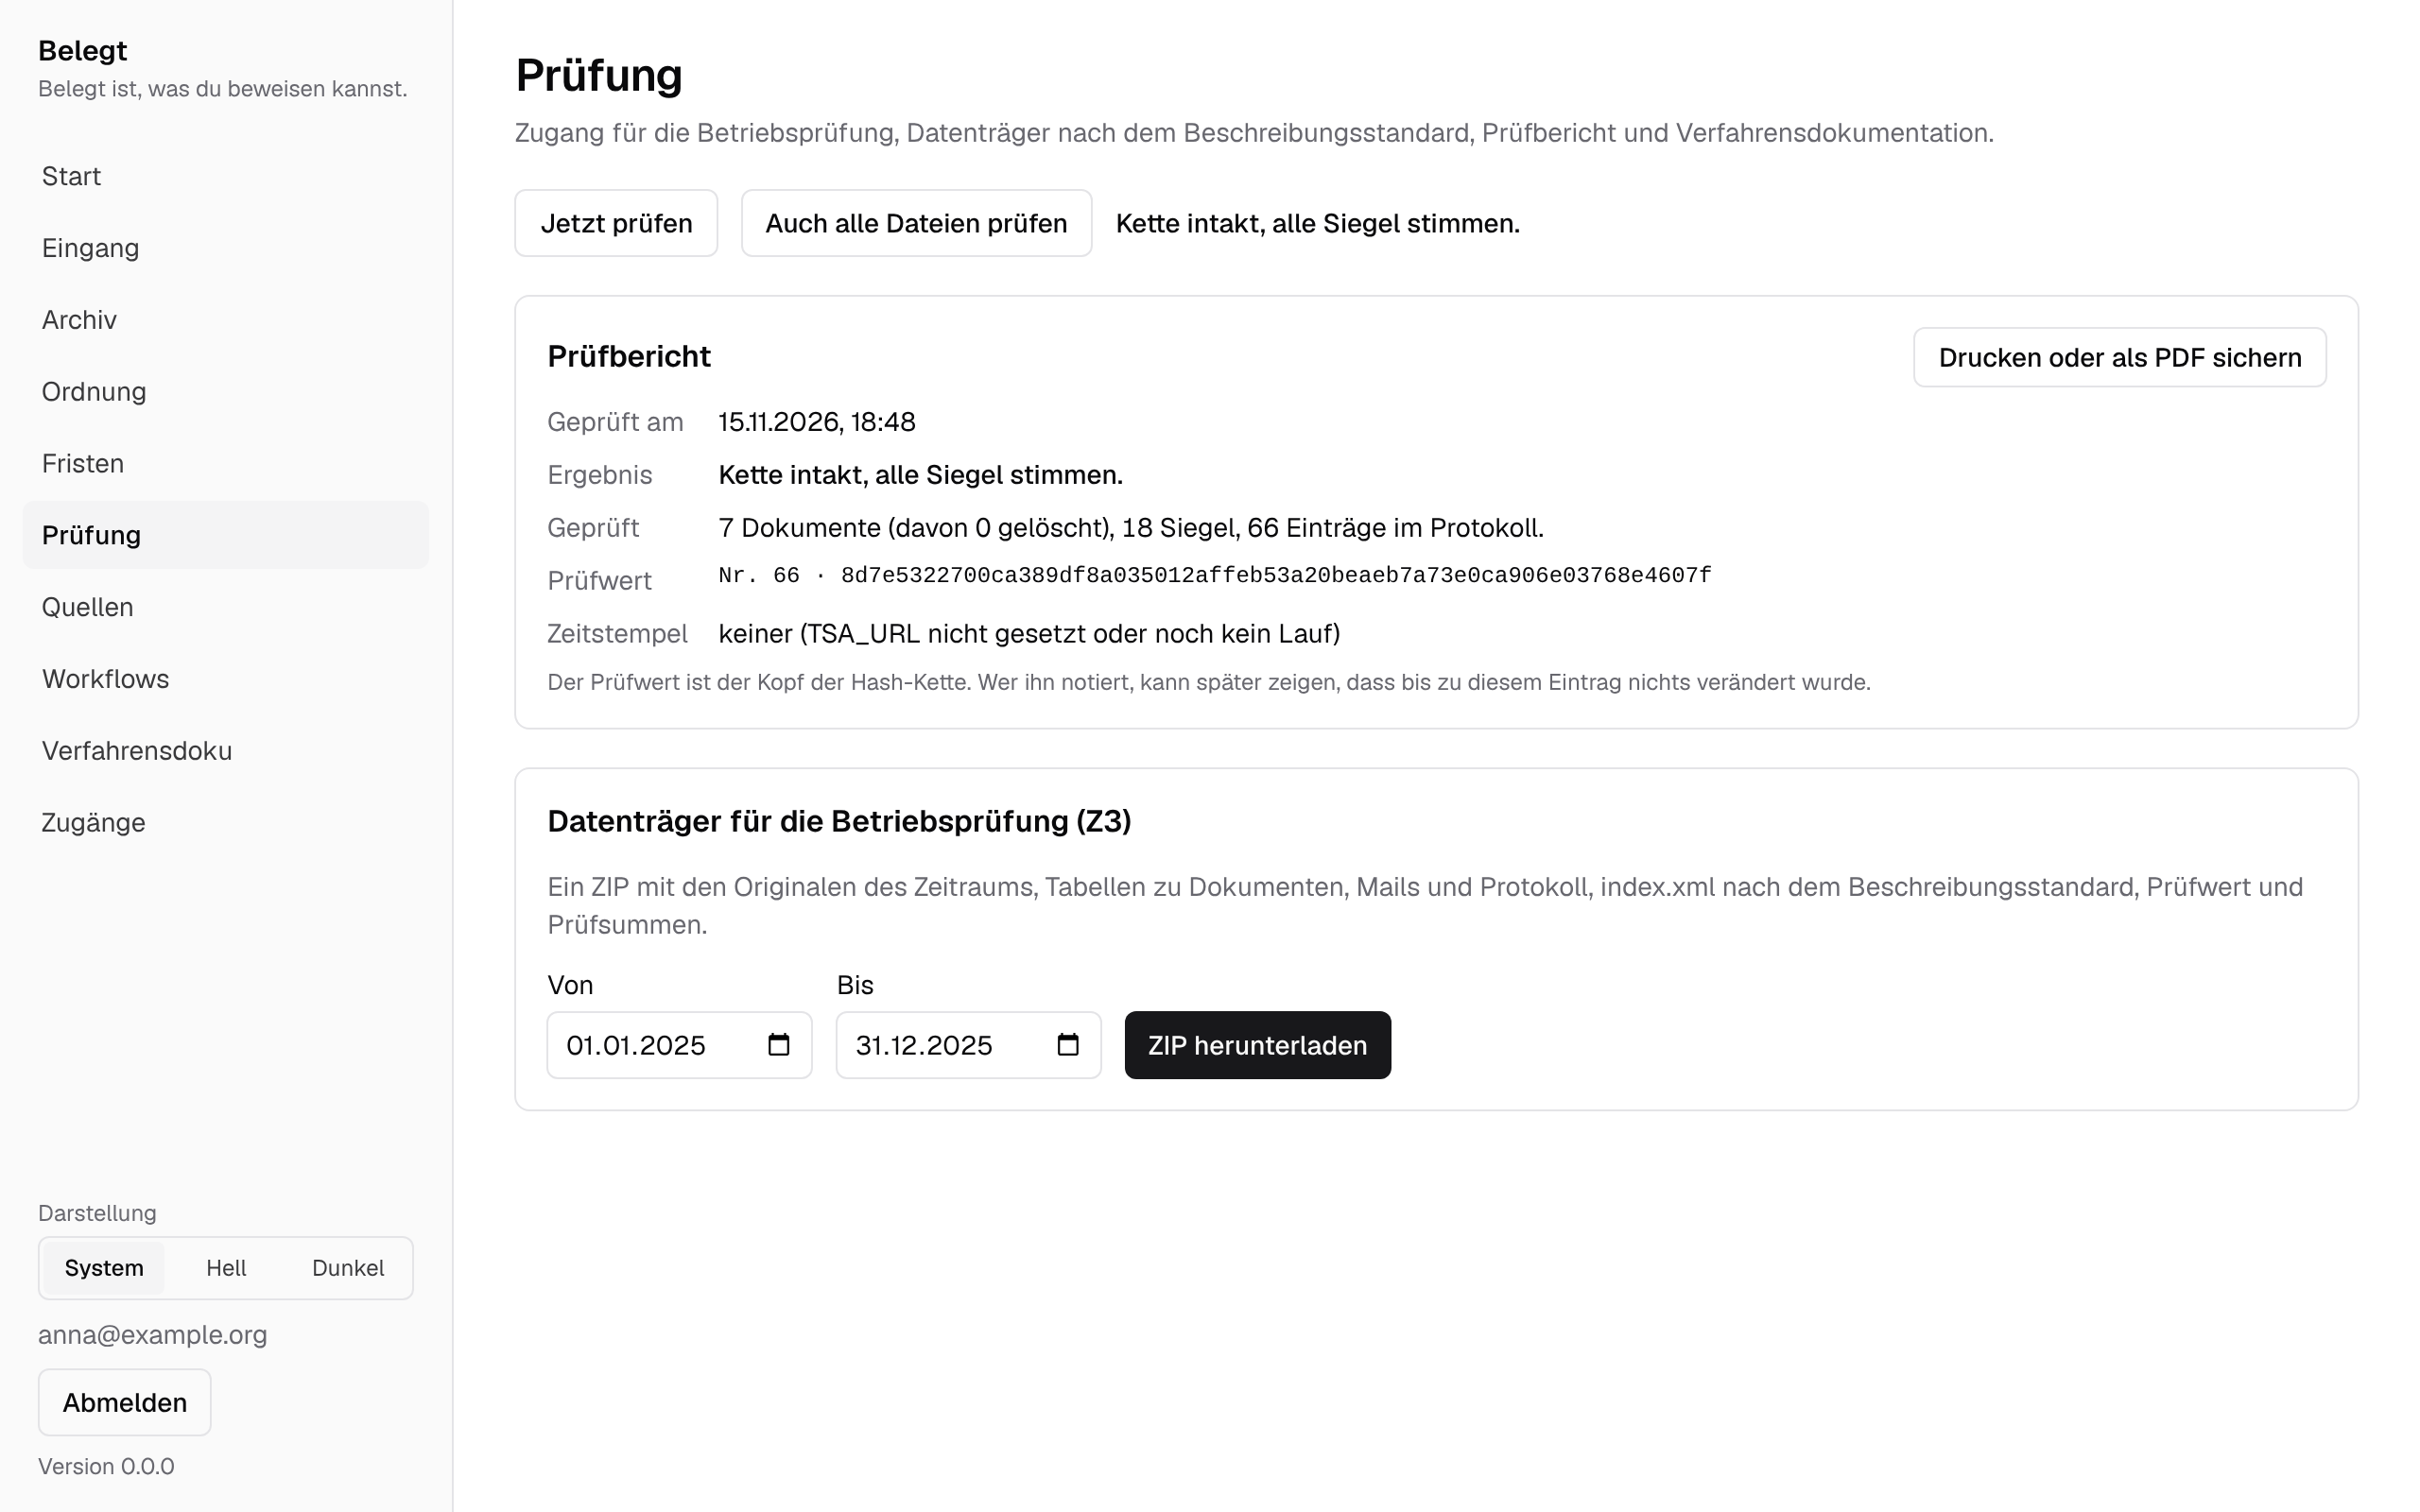 Belegt
Belegt ist, was du beweisen kannst.
Start
Eingang
Archiv
Ordnung
Fristen
Prüfung
Quellen
Workflows
Verfahrensdoku
Zugänge
Darstellung
System Hell Dunkel
anna@example.org
Abmelden
Version 0.0.0
Prüfung
Zugang für die Betriebsprüfung, Datenträger nach dem Beschreibungsstandard, Prüfbericht und Verfahrensdokumentation.
Jetzt prüfen Auch alle Dateien prüfen Kette intakt, alle Siegel stimmen.
Prüfbericht Drucken oder als PDF sichern
Geprüft am 15.11.2026, 18:48
Ergebnis Kette intakt, alle Siegel stimmen.
Geprüft 7 Dokumente (davon 0 gelöscht), 18 Siegel, 66 Einträge im Protokoll.
Prüfwert Nr. 66 · 8d7e5322700ca389df8a035012affeb53a20beaeb7a73e0ca906e03768e4607f
Zeitstempel keiner (TSA_URL nicht gesetzt oder noch kein Lauf)
Der Prüfwert ist der Kopf der Hash-Kette. Wer ihn notiert, kann später zeigen, dass bis zu diesem Eintrag nichts verändert wurde.
Datenträger für die Betriebsprüfung (Z3)
Ein ZIP mit den Originalen des Zeitraums, Tabellen zu Dokumenten, Mails und Protokoll, index.xml nach dem Beschreibungsstandard, Prüfwert und
Prüfsummen.
Von Bis
01.01.2025 31.12.2025 ZIP herunterladen